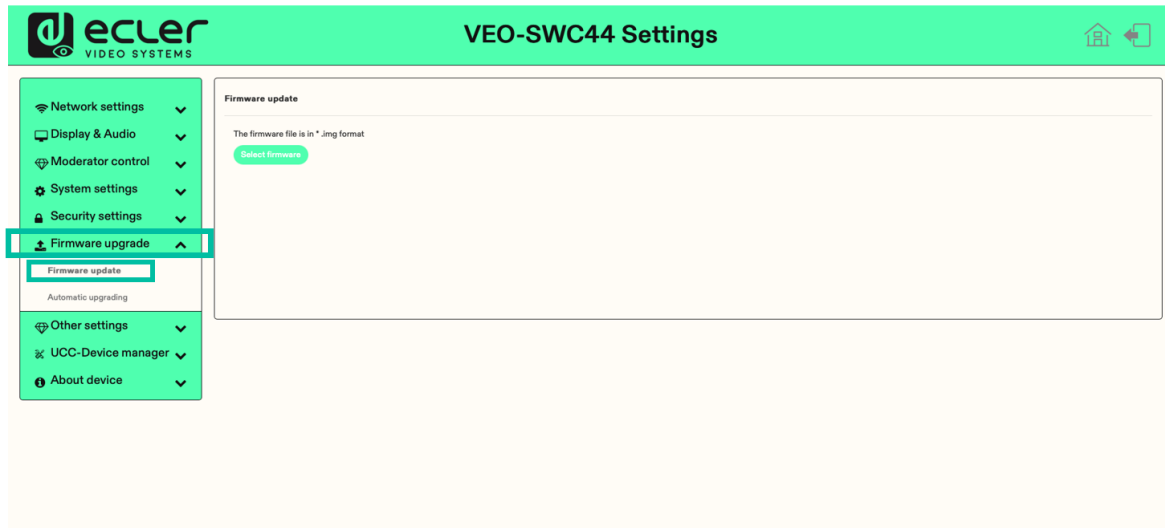 ecler
VIDEO SYSTEMS
VEO-SWC44 Settings
Network settings
Display & Audio
Moderator control
System settings
Security settings
Firmware upgrade
Firmware update
Automatic upgrading
Other settings
UCC-Device manager
About device
Firmware update
The firmware file is in * .img format
Select firmware